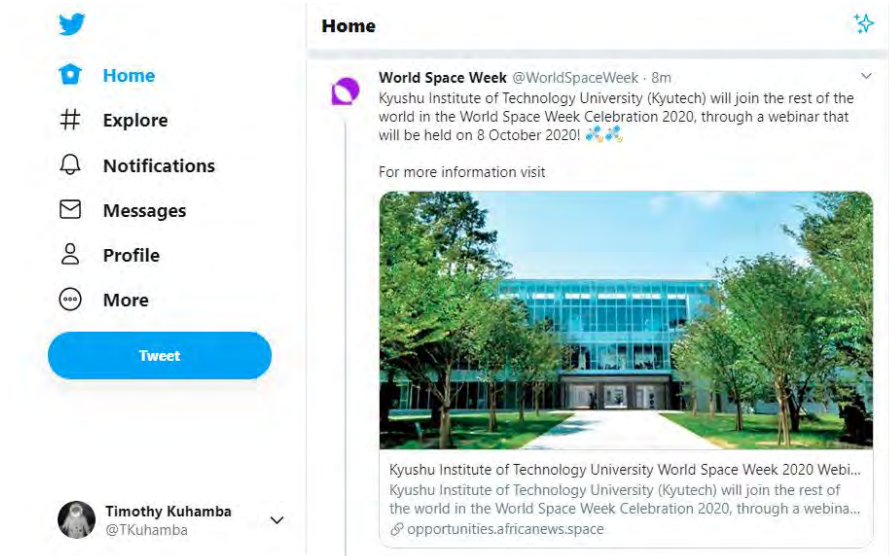 Home
Home
Explore
Notifications
Messages
Profile
More
Tweet
Timothy Kuhamba
@TKuhamba
World Space Week @WorldSpaceWeek · 8m
Kyushu Institute of Technology University (Kyutech) will join the rest of the
world in the World Space Week Celebration 2020, through a webinar that
will be held on 8 October 2020! 🛰️🛰️
For more information visit
Kyushu Institute of Technology University World Space Week 2020 Webi...
Kyushu Institute of Technology University (Kyutech) will join the rest of
the world in the World Space Week Celebration 2020, through a webina...
opportunities.africanews.space